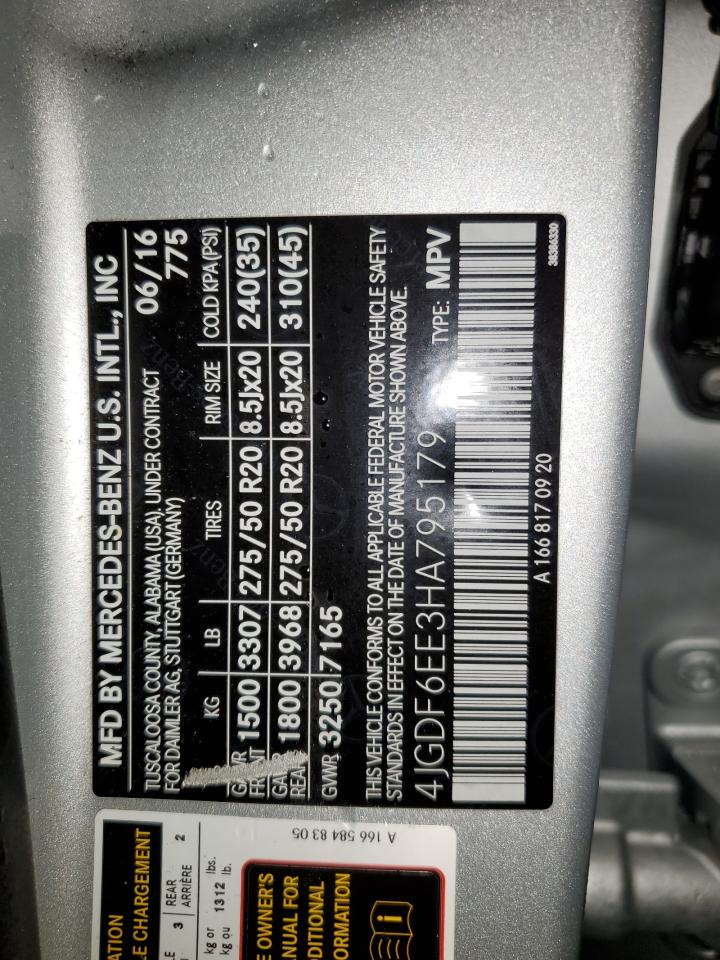 MFD BY MERCEDES-BENZ U.S. INTL., INC
TUSCALOOSA COUNTY, ALABAMA (USA), UNDER CONTRACT 06/16
FOR DAIMLER AG, STUTTGART (GERMANY) 775
KG LB TIRES RIM SIZE COLD KPA(PSI)
FRONT 1500 3307 275/50 R20 8.5Jx20 240(35)
1800 3968 275/50 R20 8.5Jx20 310(45)
GVWR 3250 7165
THIS VEHICLE CONFORMS TO ALL APPLICABLE FEDERAL MOTOR VEHICLE SAFETY
STANDARDS IN EFFECT ON THE DATE OF MANUFACTURE SHOWN ABOVE.
4JGDF6EE3HA795179 TYPE: MPV
A 166 817 09 20
38386330
A 166 584 83 05
ATION
LE CHARGEMENT
3 REAR 2
ARRIÈRE
kg or 1312 lbs.
kg ou lb.
E OWNER'S
ANUAL FOR
DITIONAL
ORMATION
i